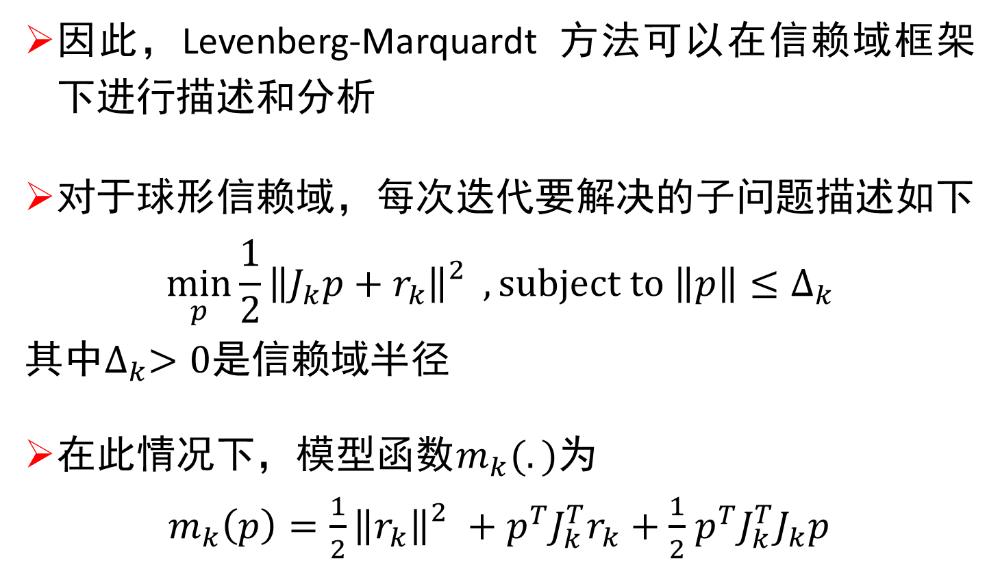 ➢因此，Levenberg-Marquardt 方法可以在信赖域框架
下进行描述和分析
➢对于球形信赖域，每次迭代要解决的子问题描述如下
$\min_{p} \frac{1}{2} \|J_k p + r_k\|^2$ , subject to $\|p\| \leq \Delta_k$
其中$\Delta_k > 0$是信赖域半径
➢在此情况下，模型函数$m_k(.)$为
$m_k(p) = \frac{1}{2} \|r_k\|^2 + p^T J_k^T r_k + \frac{1}{2} p^T J_k^T J_k p$